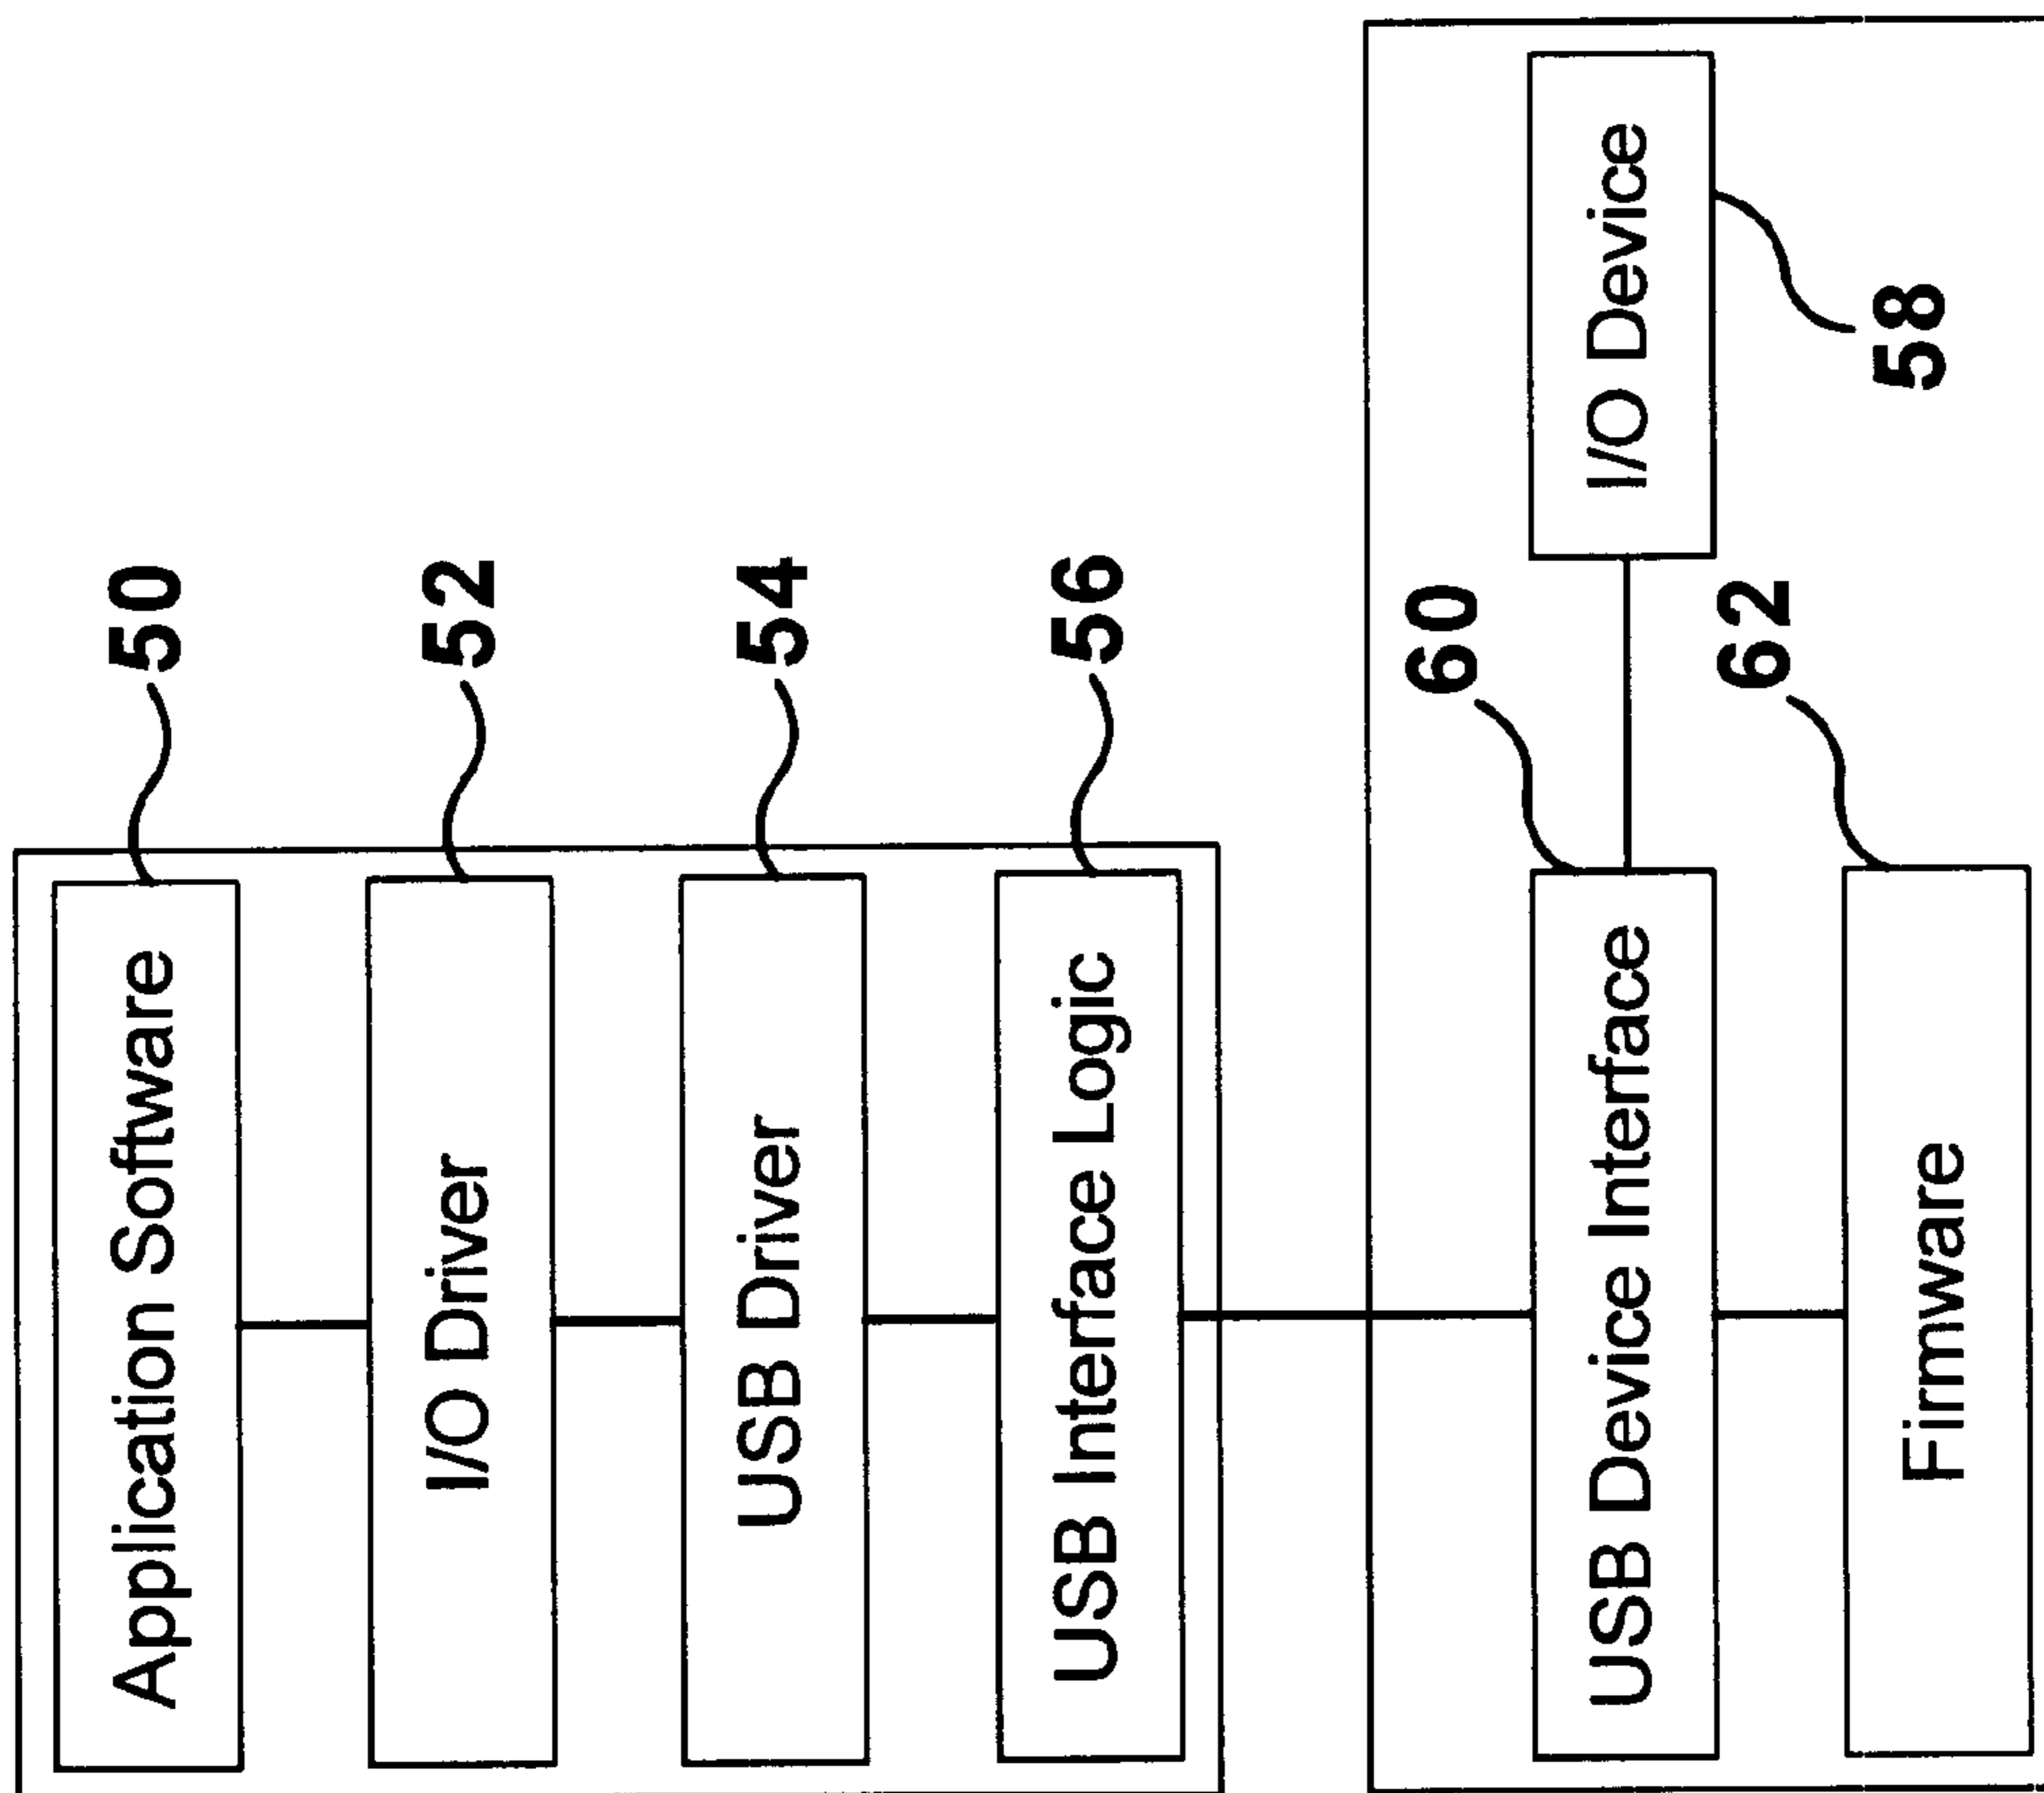 Application Software
50
I/O Driver
52
USB Driver
54
USB Interface Logic
56
USB Device Interface
60
I/O Device
58
Firmware
62